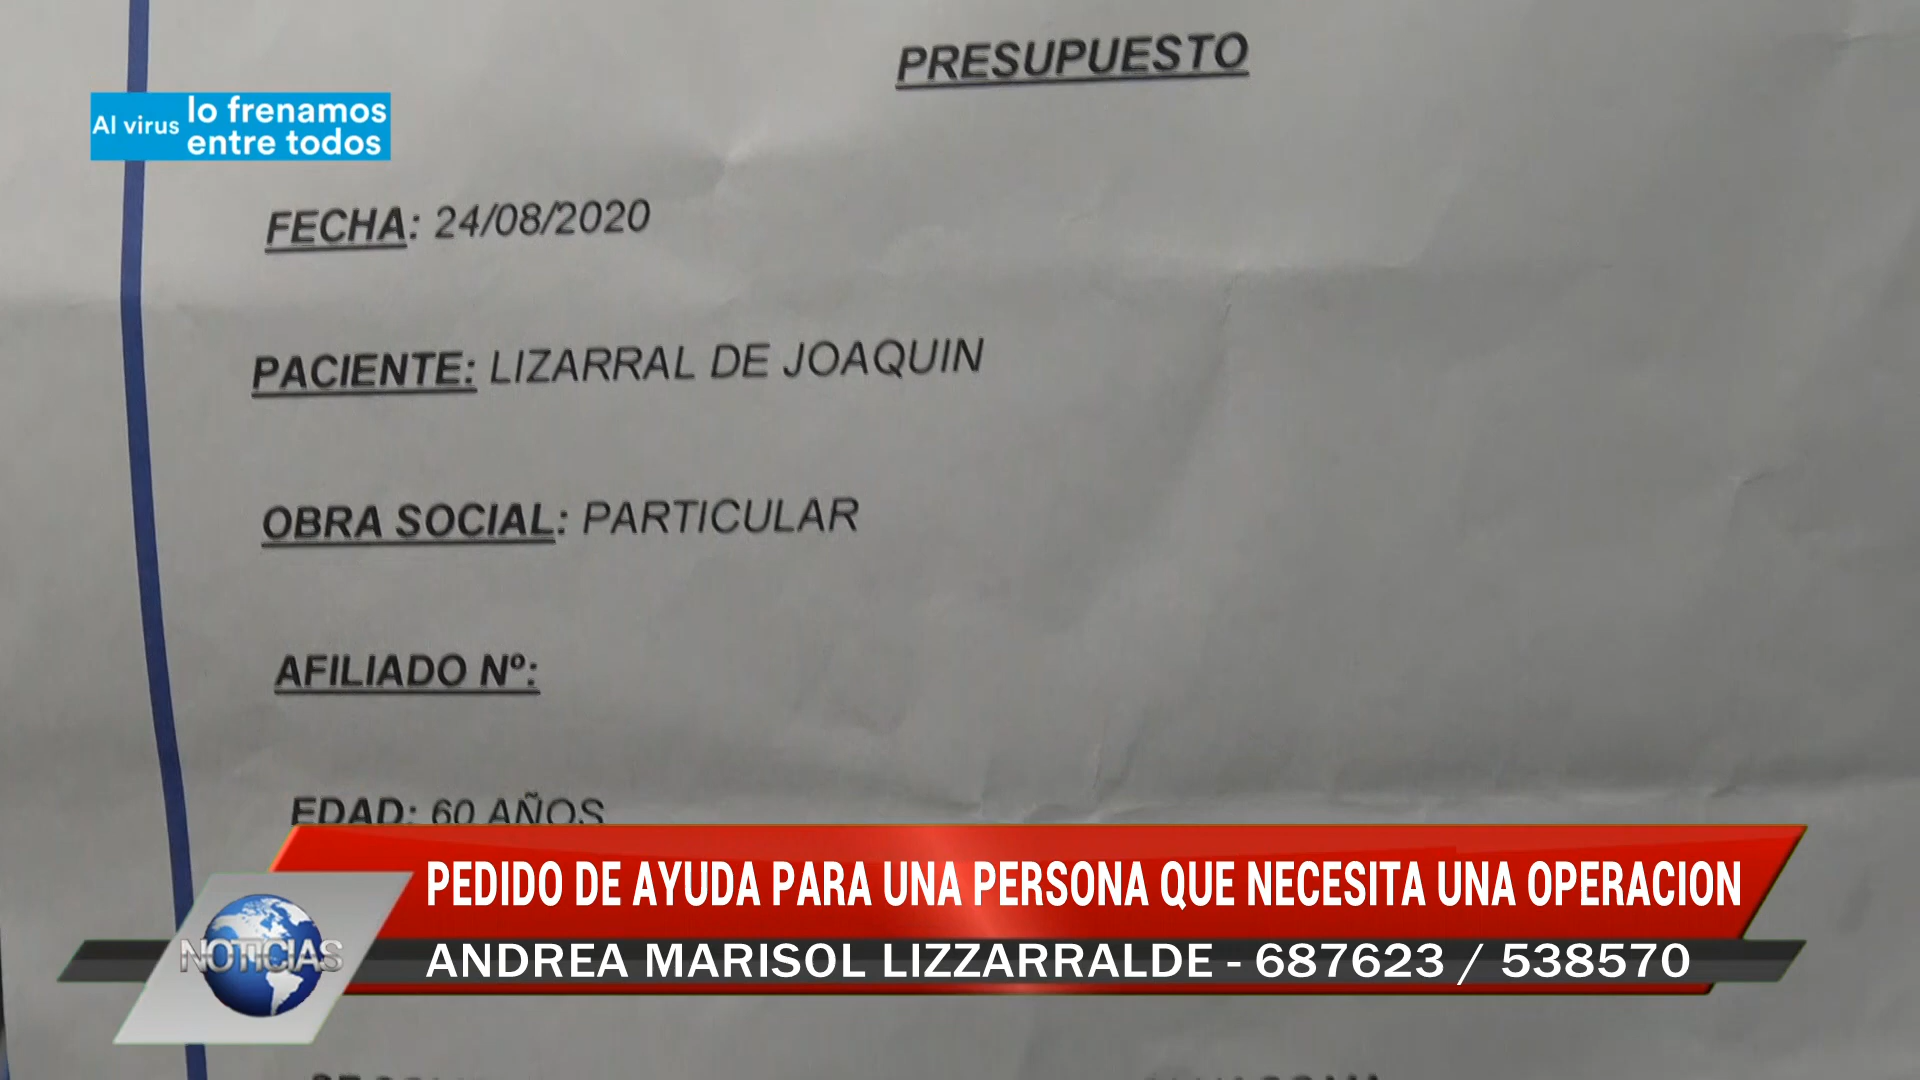 PRESUPUESTO
Al virus lo frenamos
entre todos
FECHA: 24/08/2020
PACIENTE: LIZARRAL DE JOAQUIN
OBRA SOCIAL: PARTICULAR
AFILIADO Nº:
EDAD: 60 AÑOS
PEDIDO DE AYUDA PARA UNA PERSONA QUE NECESITA UNA OPERACION
NOTICIAS
ANDREA MARISOL LIZZARRALDE - 687623 / 538570